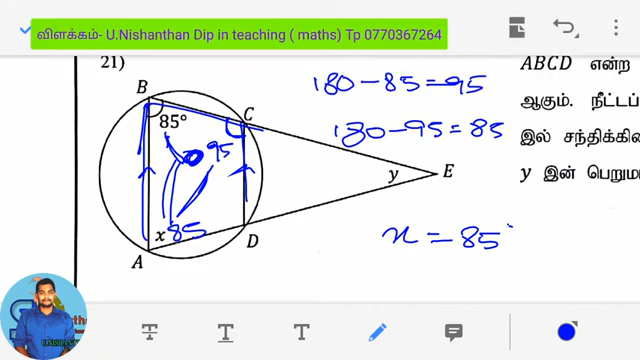 விளக்கம்- U.Nishanthan Dip in teaching ( maths) Tp 0770367264
21)
B
85°
C
95
x 85
A
D
y
E
180 - 85 = 95
180 - 95 = 85
x = 85°
ABCD என்ற
ஆகும். நீட்டப்
இல் சந்திக்கி
y இன் பெறும
T T T